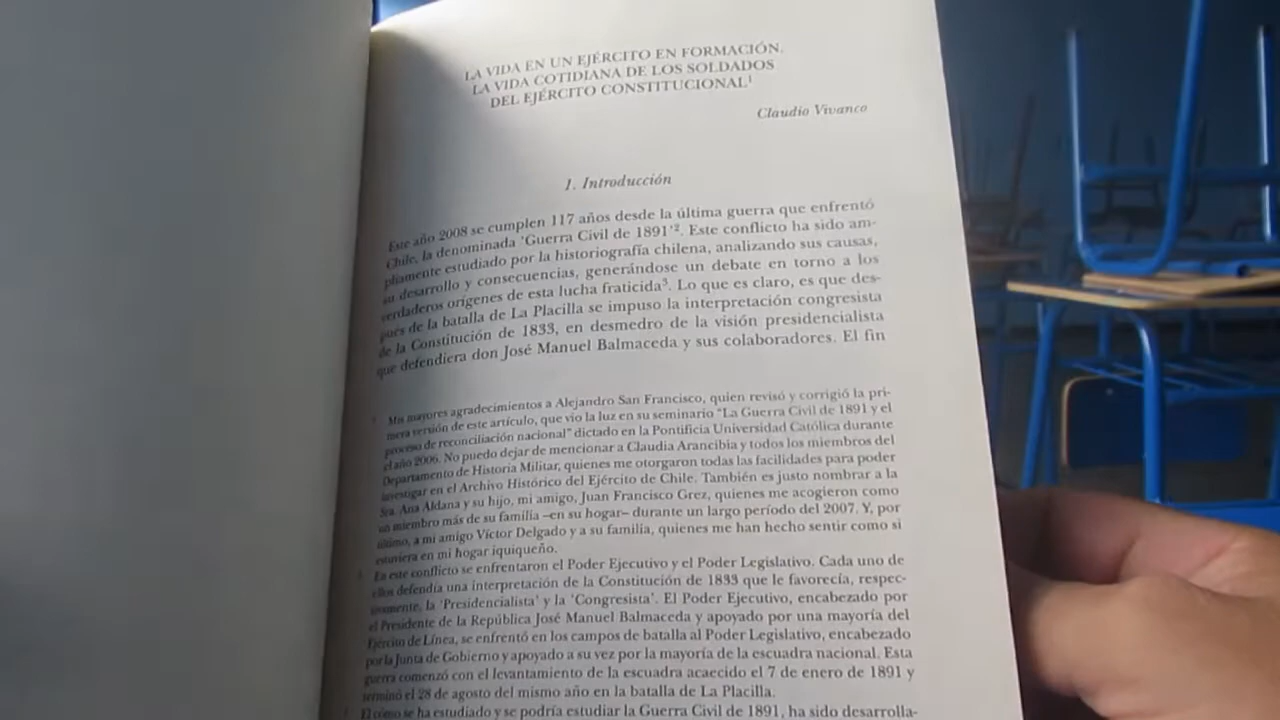 LA VIDA EN UN EJÉRCITO EN FORMACIÓN.
LA VIDA COTIDIANA DE LOS SOLDADOS
DEL EJÉRCITO CONSTITUCIONAL¹
Claudio Vivanco
1. Introducción
Este año 2008 se cumplen 117 años desde la última guerra que enfrentó
Chile, la denominada 'Guerra Civil de 1891'². Este conflicto ha sido am-
pliamente estudiado por la historiografía chilena, analizando sus causas,
su desarrollo y consecuencias, generándose un debate en torno a los
verdaderos orígenes de esta lucha fraticida³. Lo que es claro, es que des-
pués de la batalla de La Placilla se impuso la interpretación congresista
de la Constitución de 1833, en desmedro de la visión presidencialista
que defendiera don José Manuel Balmaceda y sus colaboradores. El fin
Mis mayores agradecimientos a Alejandro San Francisco, quien revisó y corrigió la pri-
mera versión de este artículo, que vio la luz en su seminario "La Guerra Civil de 1891 y el
proceso de reconciliación nacional" dictado en la Pontificia Universidad Católica durante
el año 2006. No puedo dejar de mencionar a Claudia Arancibia y todos los miembros del
Departamento de Historia Militar, quienes me otorgaron todas las facilidades para poder
investigar en el Archivo Histórico del Ejército de Chile. También es justo nombrar a la
Sra. Ana Aldana y su hijo, mi amigo, Juan Francisco Grez, quienes me acogieron como
un miembro más de su familia –en su hogar– durante un largo período del 2007. Y, por
último, a mi amigo Víctor Delgado y a su familia, quienes me han hecho sentir como si
estuviera en mi hogar iquiqueño.
En este conflicto se enfrentaron el Poder Ejecutivo y el Poder Legislativo. Cada uno de
ellos defendía una interpretación de la Constitución de 1833 que le favorecía, respec-
tivamente, la 'Presidencialista' y la 'Congresista'. El Poder Ejecutivo, encabezado por
el Presidente de la República José Manuel Balmaceda y apoyado por una mayoría del
Ejército de Línea, se enfrentó en los campos de batalla al Poder Legislativo, encabezado
por la Junta de Gobierno y apoyado a su vez por la mayoría de la escuadra nacional. Esta
guerra comenzó con el levantamiento de la escuadra acaecido el 7 de enero de 1891 y
terminó el 28 de agosto del mismo año en la batalla de La Placilla.
El cómo se ha estudiado y se podría estudiar la Guerra Civil de 1891, ha sido desarrolla-